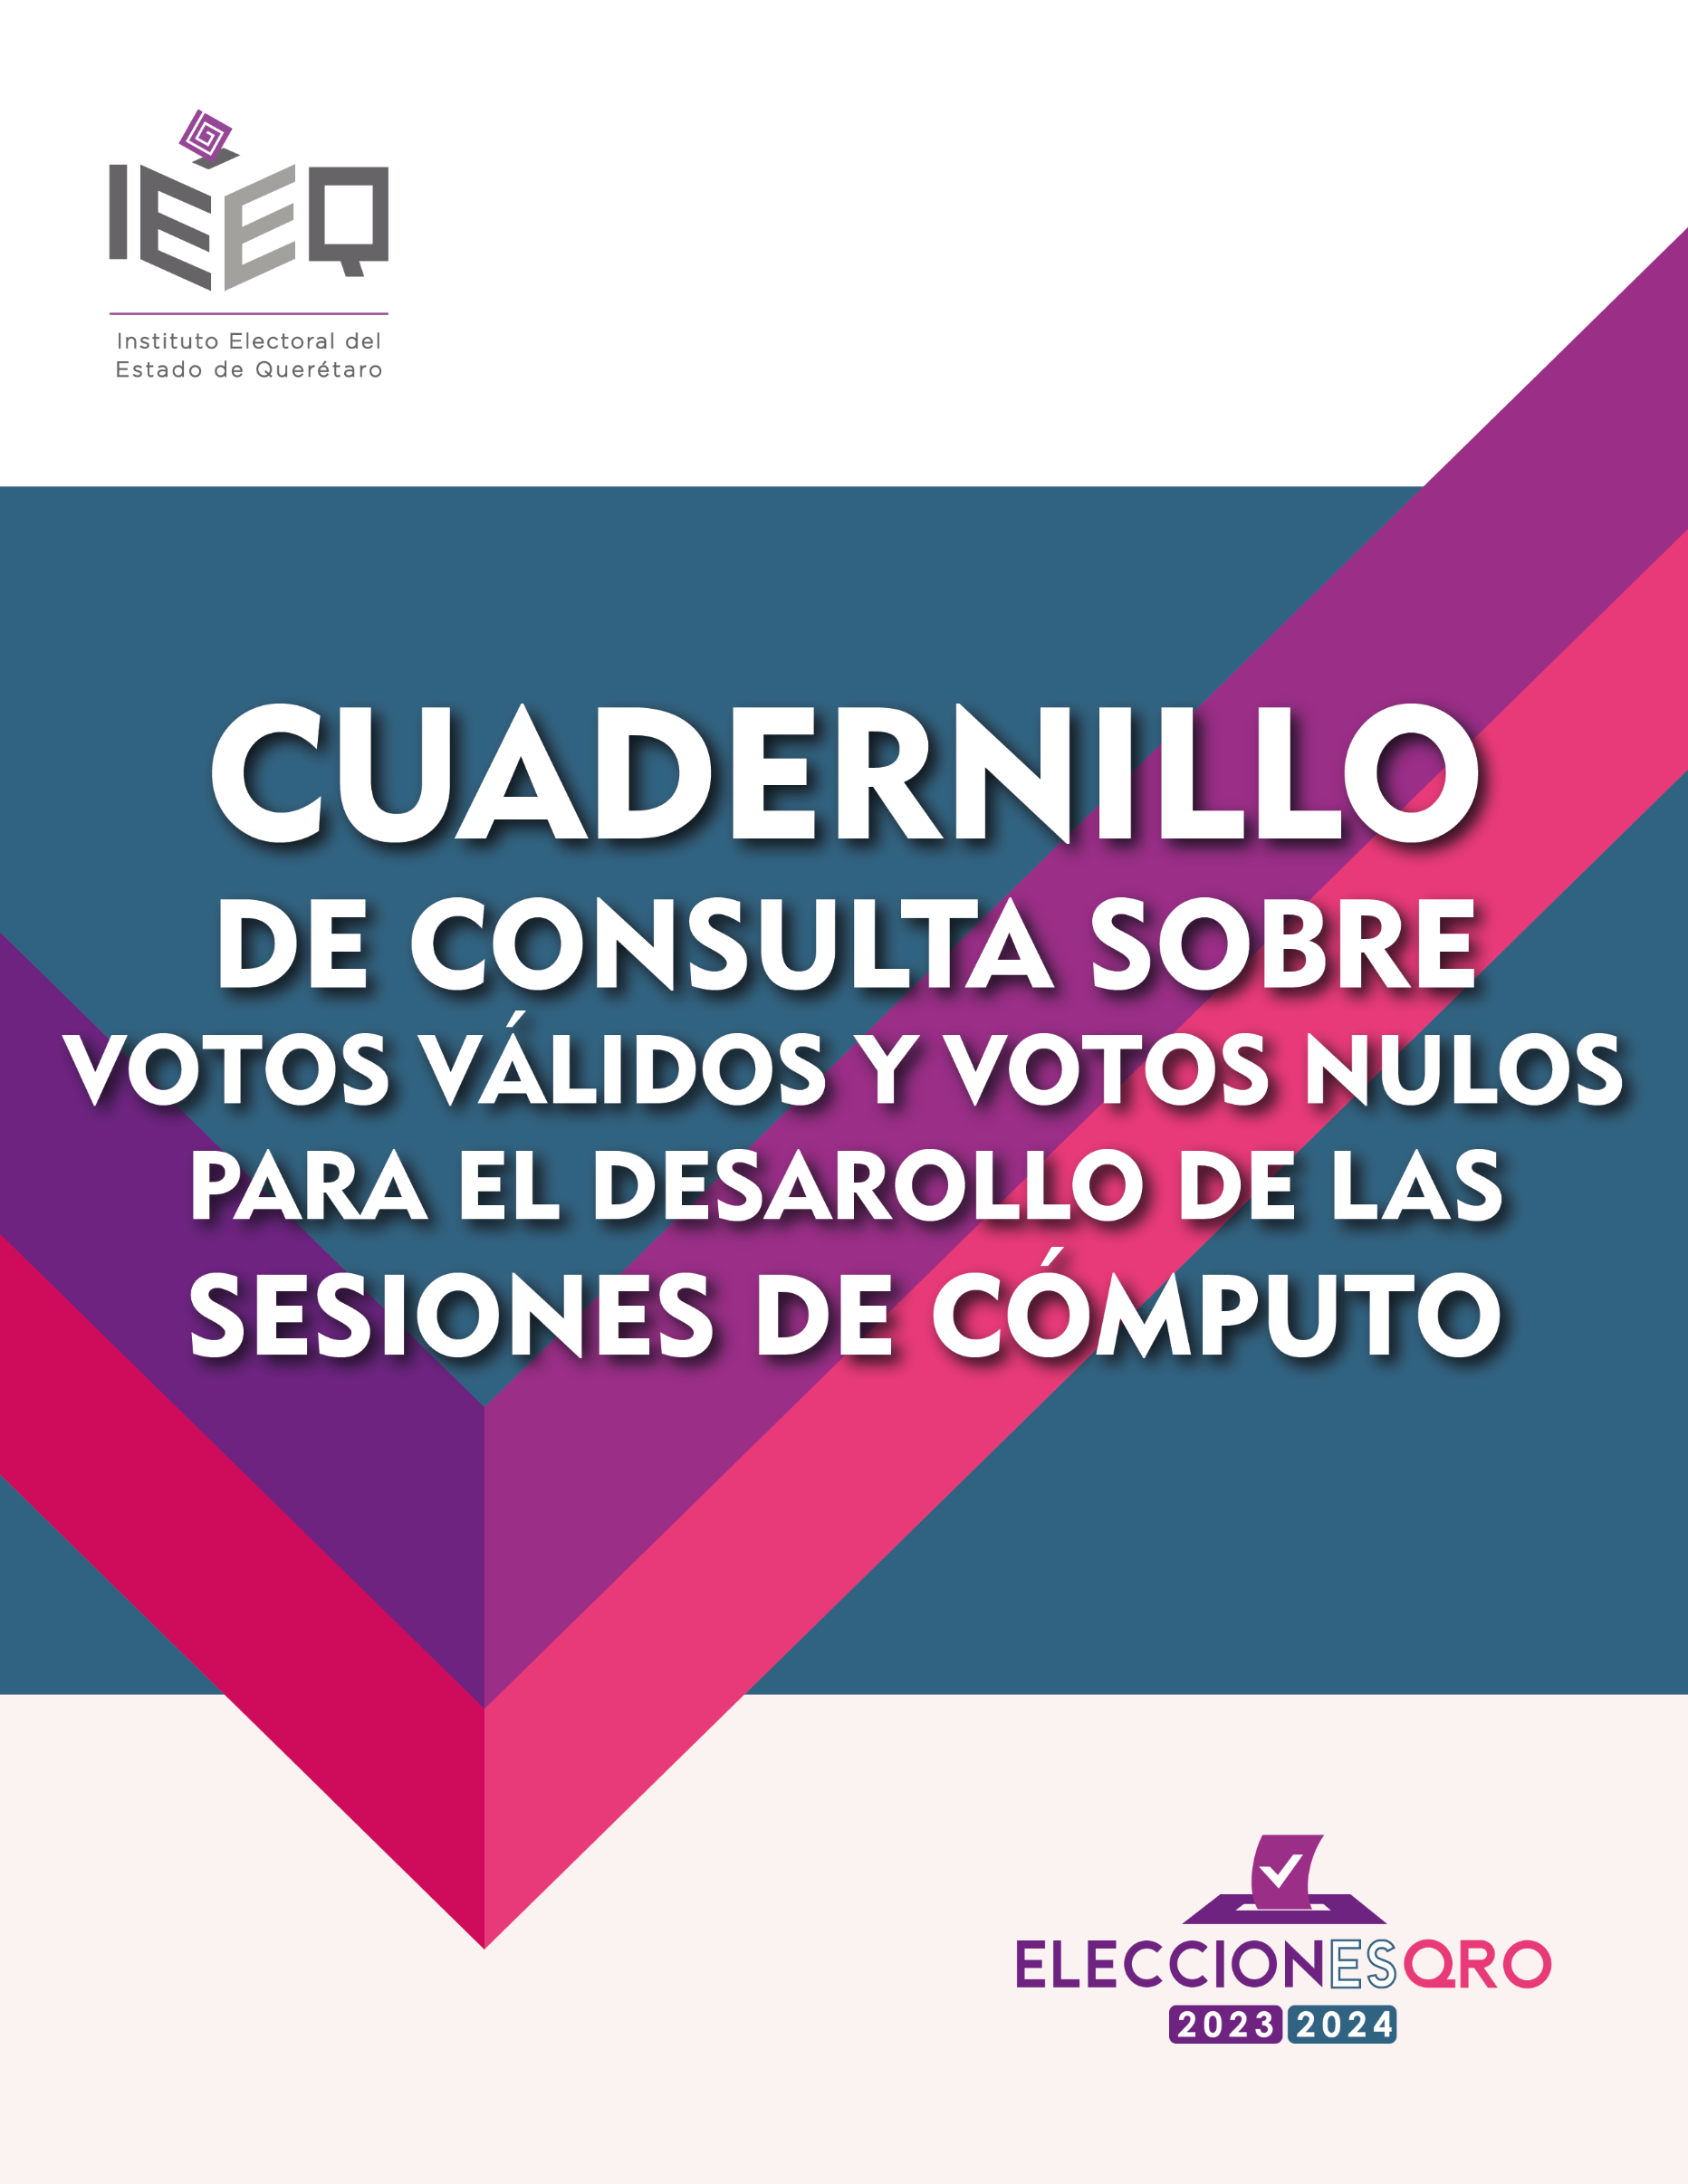 IEEQ
Instituto Electoral del
Estado de Querétaro
CUADERNILLO
DE CONSULTA SOBRE
VOTOS VÁLIDOS Y VOTOS NULOS
PARA EL DESAROLLO DE LAS
SESIONES DE CÓMPUTO
ELECCIONESQRO
2023 2024